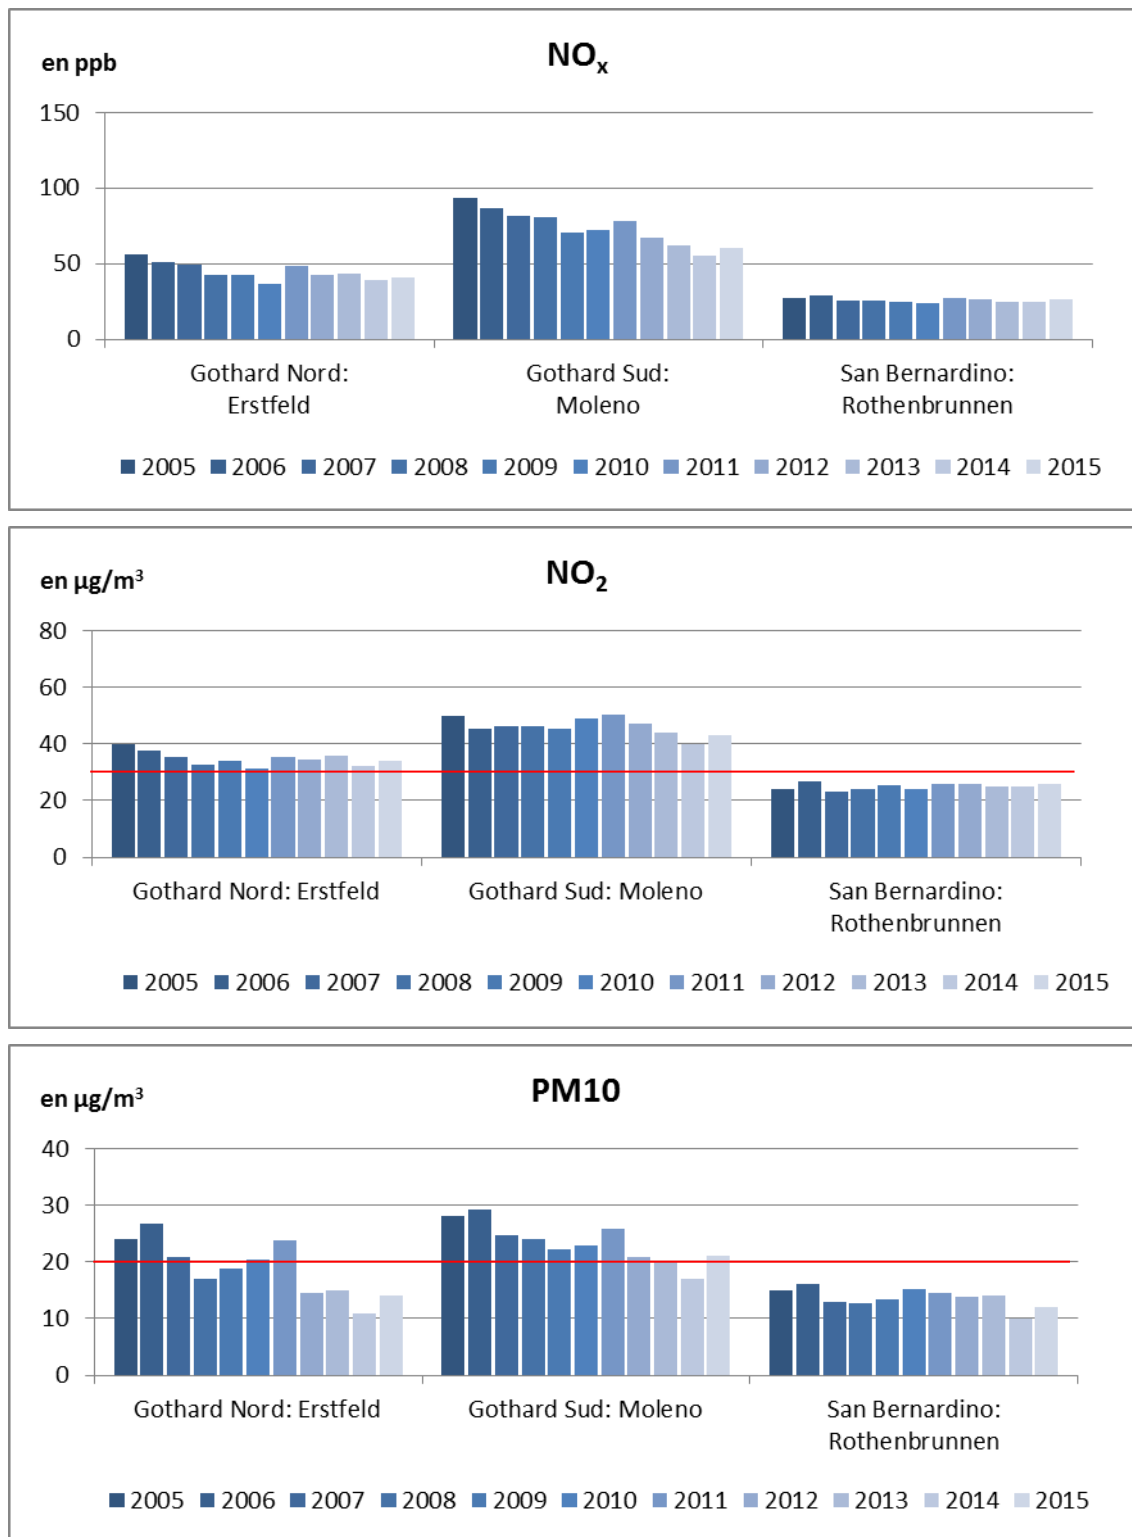 en ppb
NOx
150
100
50
0
Gothard Nord:
Erstfeld
Gothard Sud:
Moleno
San Bernardino:
Rothenbrunnen
2005 2006 2007 2008 2009 2010 2011 2012 2013 2014 2015
en µg/m³
NO₂
80
60
40
20
0
Gothard Nord: Erstfeld
Gothard Sud: Moleno
San Bernardino:
Rothenbrunnen
2005 2006 2007 2008 2009 2010 2011 2012 2013 2014 2015
en µg/m³
PM10
40
30
20
10
0
Gothard Nord: Erstfeld
Gothard Sud: Moleno
San Bernardino:
Rothenbrunnen
2005 2006 2007 2008 2009 2010 2011 2012 2013 2014 2015